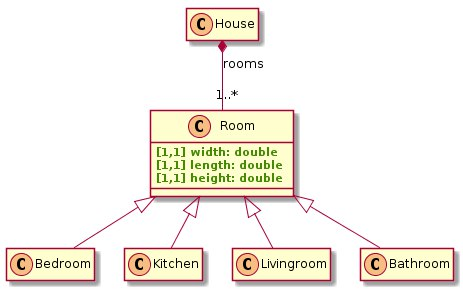 C House
rooms
1..*
C Room
[1,1] width: double
[1,1] length: double
[1,1] height: double
C Bedroom
C Kitchen
C Livingroom
C Bathroom